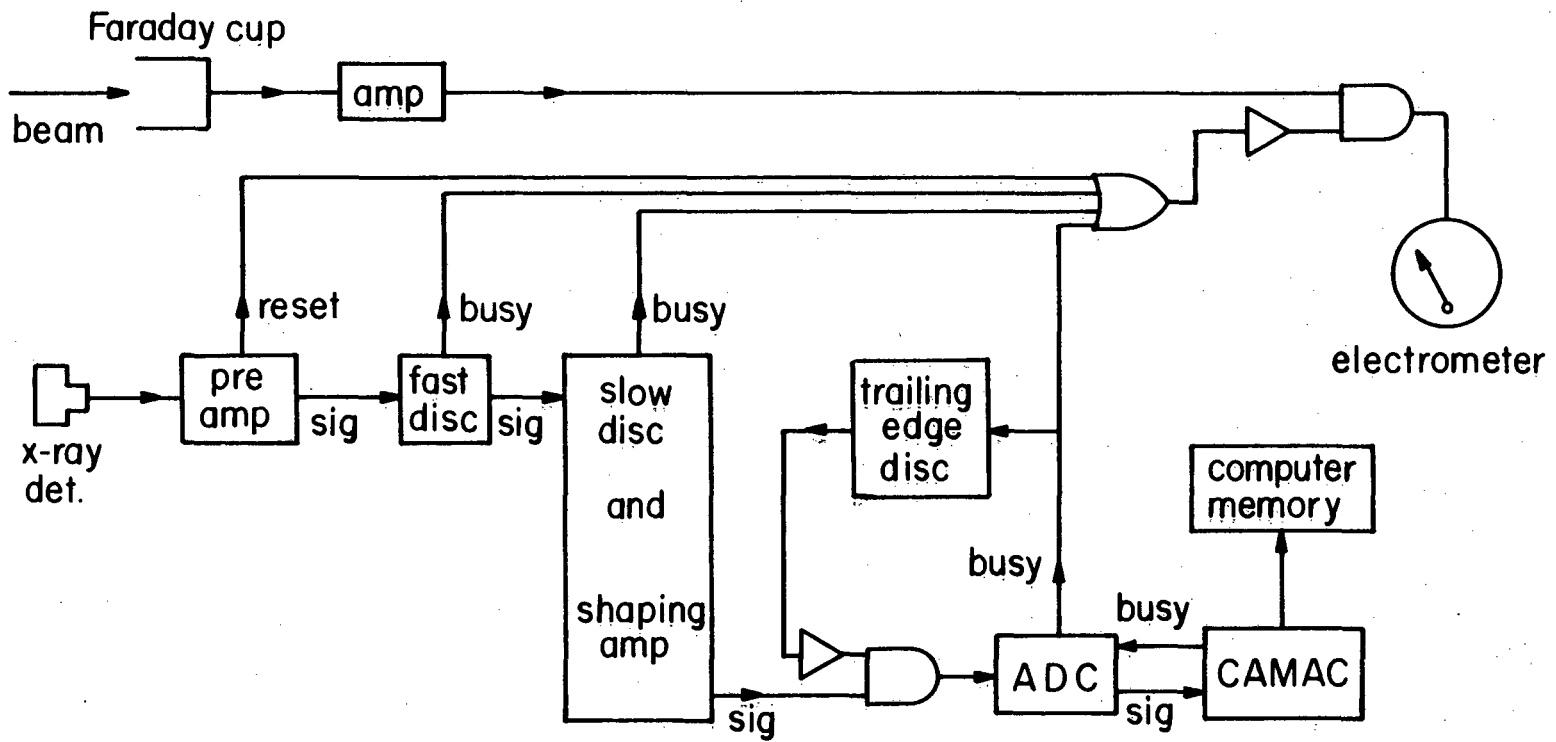 Faraday cup
amp
beam
reset
busy
busy
electrometer
pre
amp
sig
fast
disc
sig
slow
disc
and
shaping
amp
sig
trailing
edge
disc
x-ray
det.
computer
memory
busy
busy
ADC
sig
CAMAC